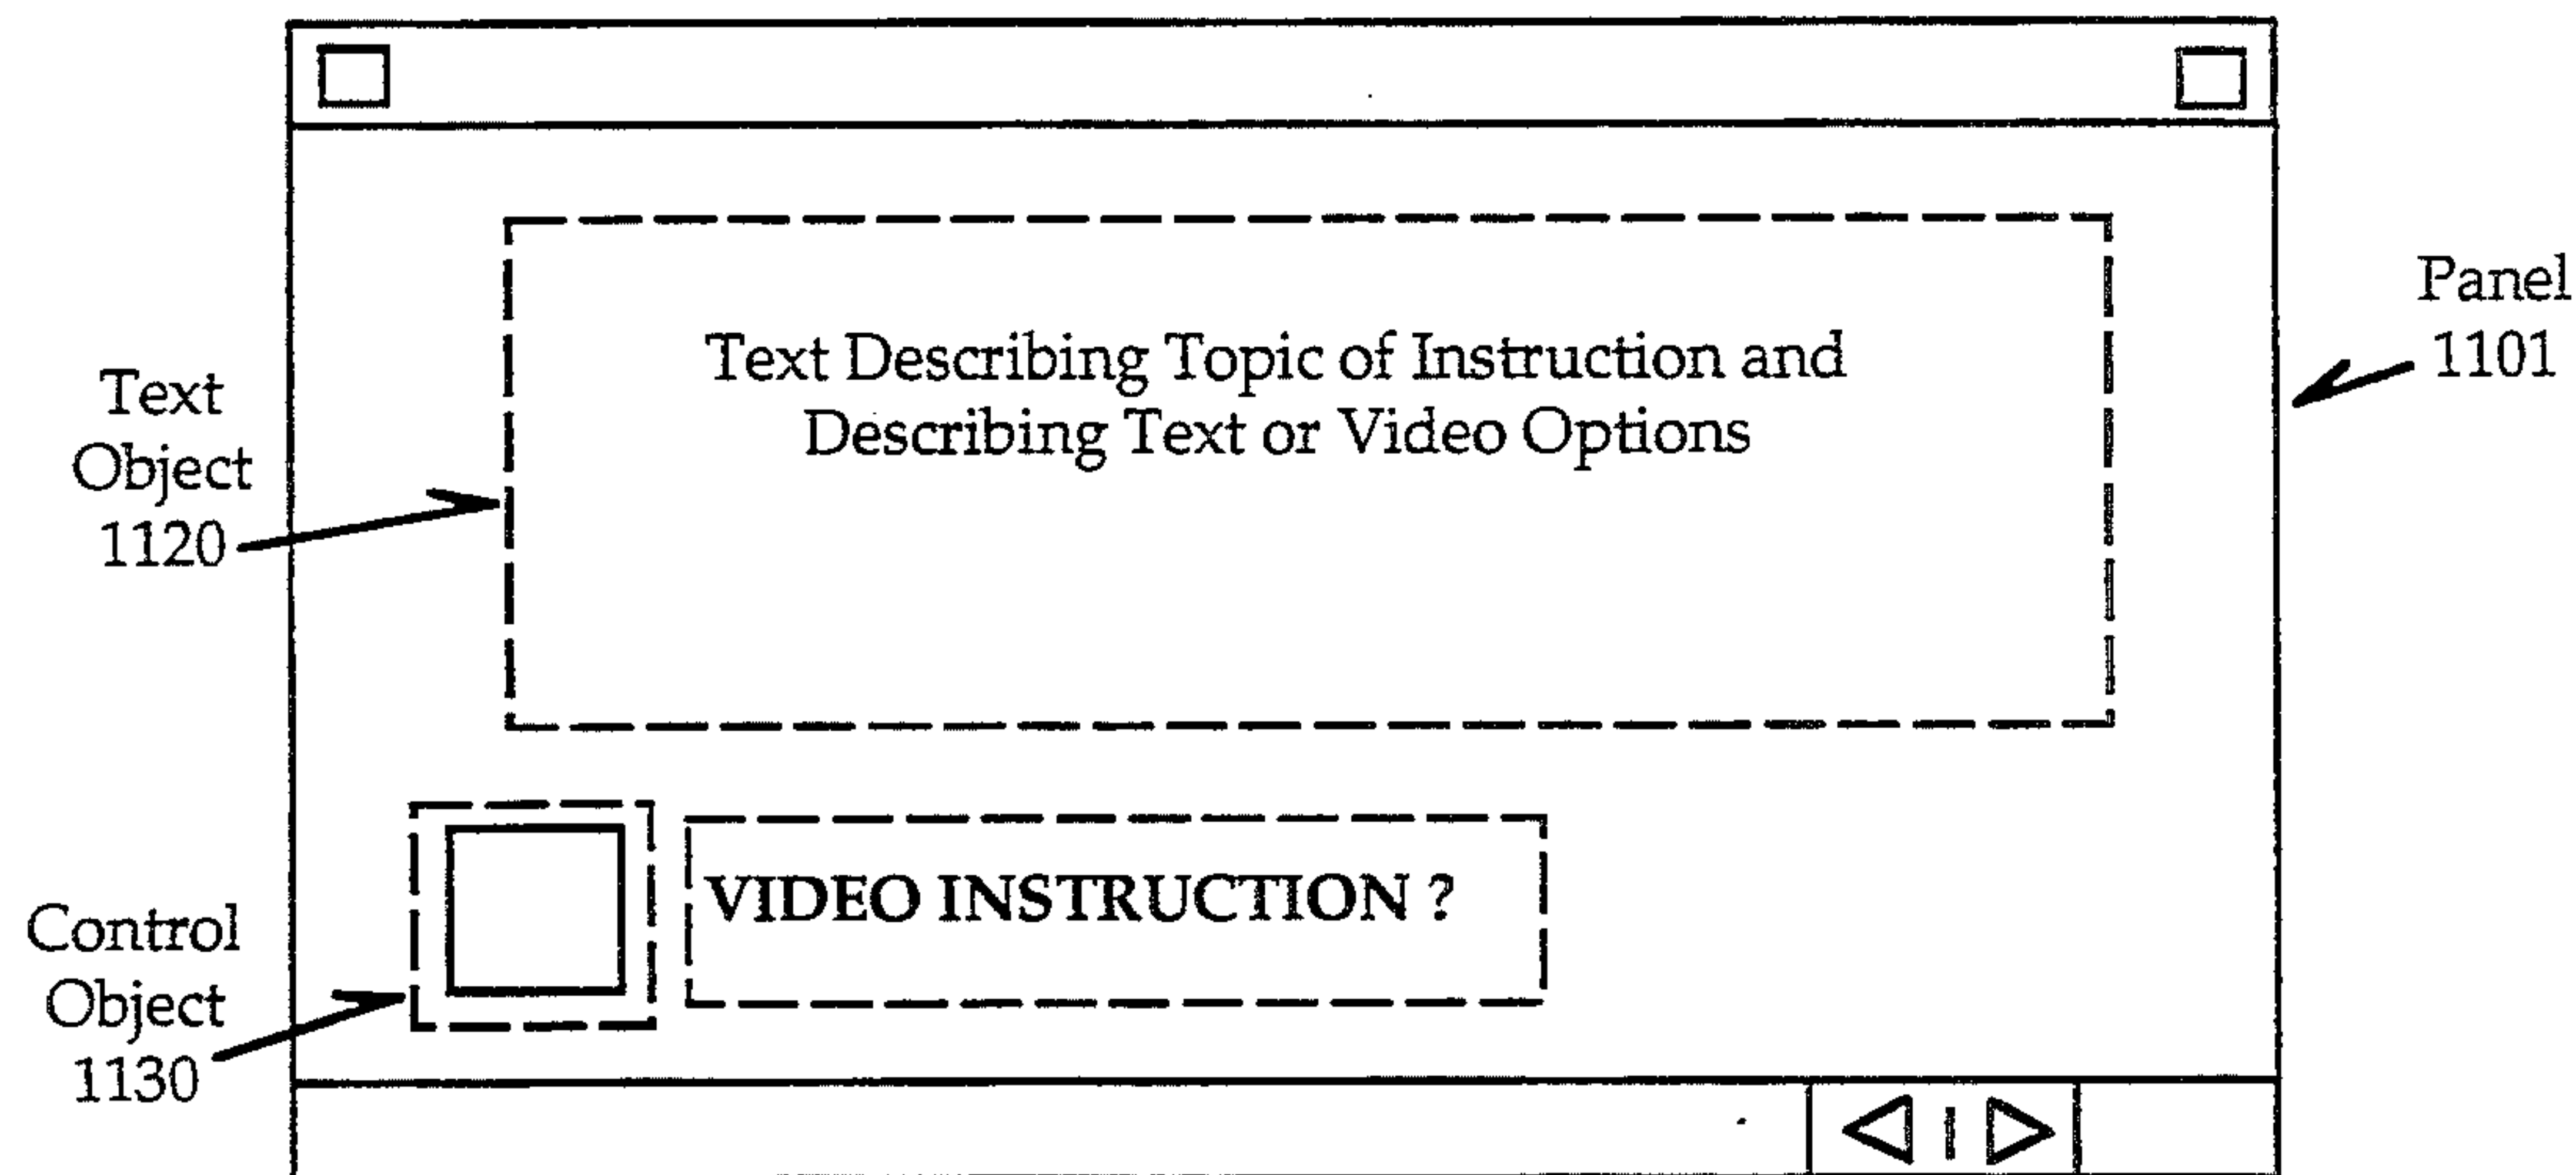 Panel
1101
Text
Object
1120
Text Describing Topic of Instruction and
Describing Text or Video Options
Control
Object
1130
VIDEO INSTRUCTION ?